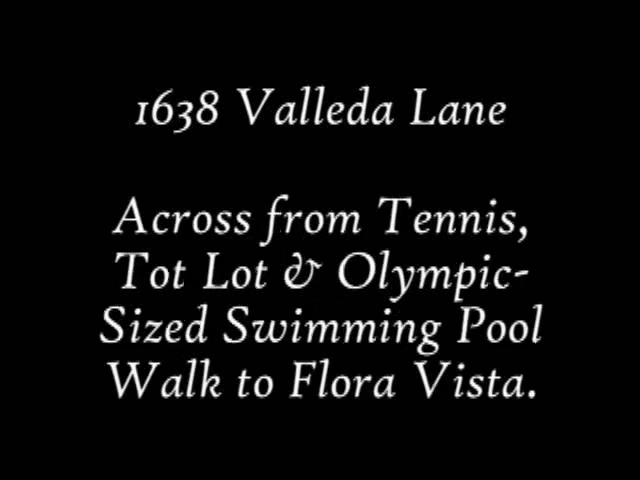 1638 Valleda Lane
Across from Tennis,
Tot Lot & Olympic-
Sized Swimming Pool
Walk to Flora Vista.